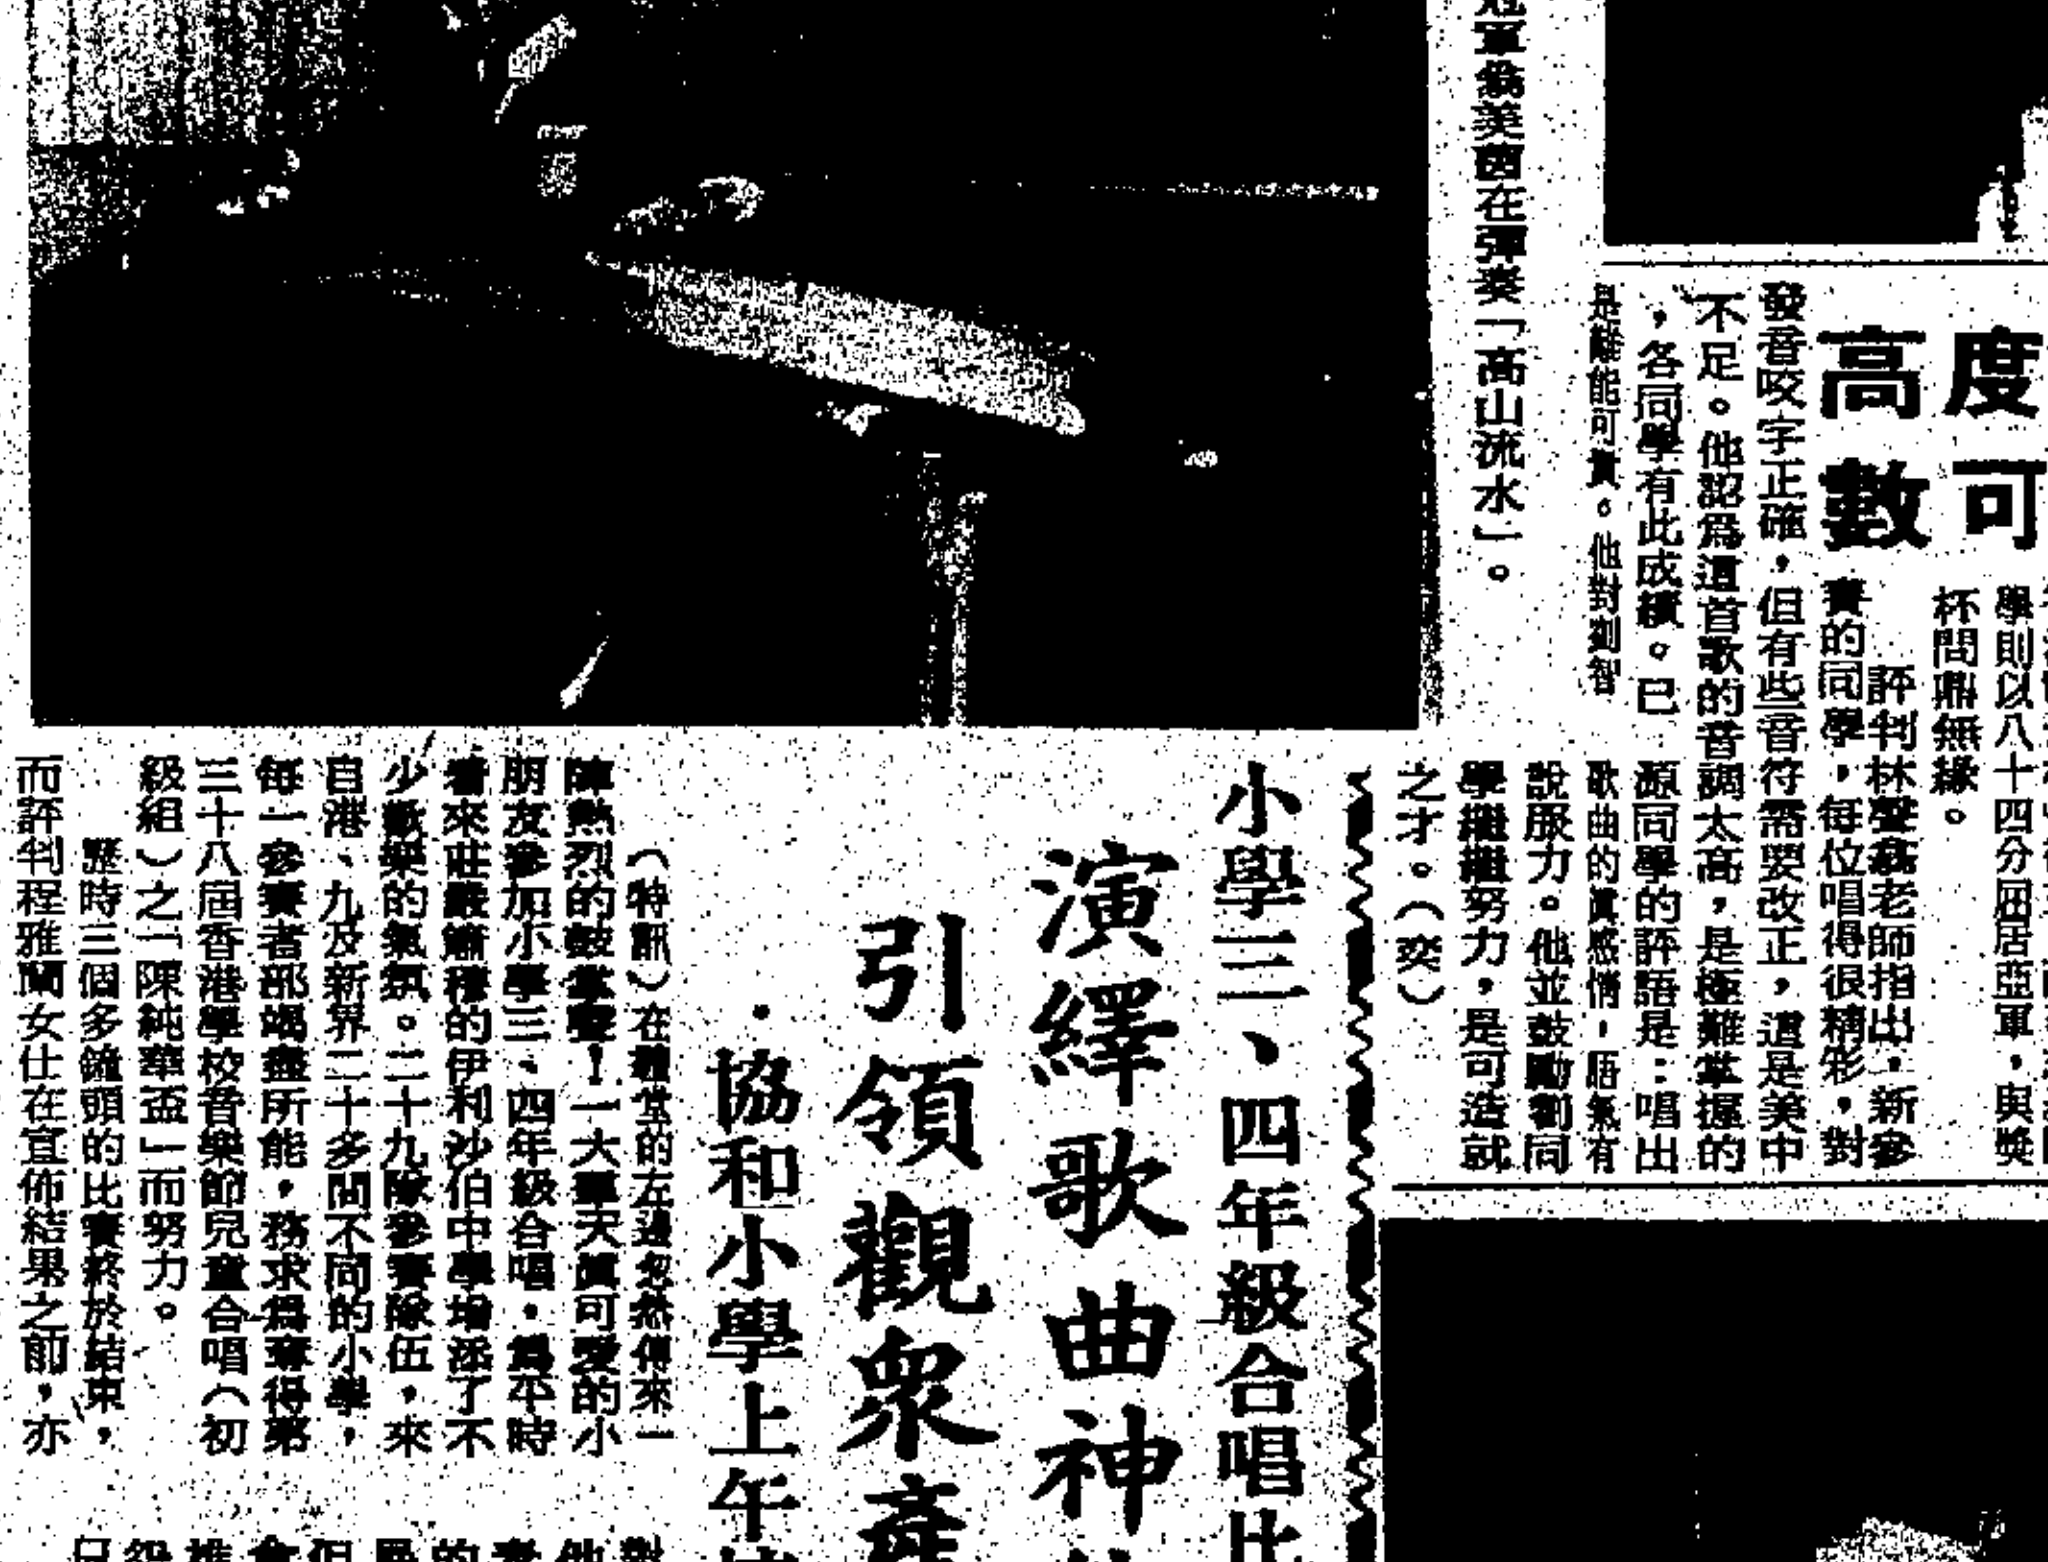 冠軍為美茵在彈奏「高山流水」。
度可
高數
學則以八十四分屈居亞軍，與獎
杯問鼎無緣。
評判林聲翕老師指出，新參
賽的同學，每位唱得很精彩，對
發音咬字正確，但有些音符需要改正，這是美中
不足。他認爲這首歌的音調太高，是極難掌握的
，各同學有此成績。已
是難能可貴。他對劉智
源同學的評語是：唱出
歌曲的眞感情，語氣有
說服力。他並鼓勵劉同
學繼繼努力，是可造就
之才。（奕）
小學三、四年級合唱比
演繹歌曲神
引領觀衆產
·協和小學上午
（特訊）在禮堂的左邊忽然傳來一
陣熱烈的鼓掌聲！一大羣天眞可愛的小
朋友參加小學三、四年級合唱，爲平時
看來莊嚴肅穆的伊利沙伯中學增添了不
少歡樂的氣氛。二十九隊參賽隊伍，來
自港、九及新界二十多間不同的小學，
每一參賽者都竭盡所能，務求爲奪得第
三十八屆香港學校音樂節兒童合唱（初
級組）之「陳純華盃」而努力。
歷時三個多鐘頭的比賽終於結束，
而評判程雅蘭女仕在宣佈結果之前，亦